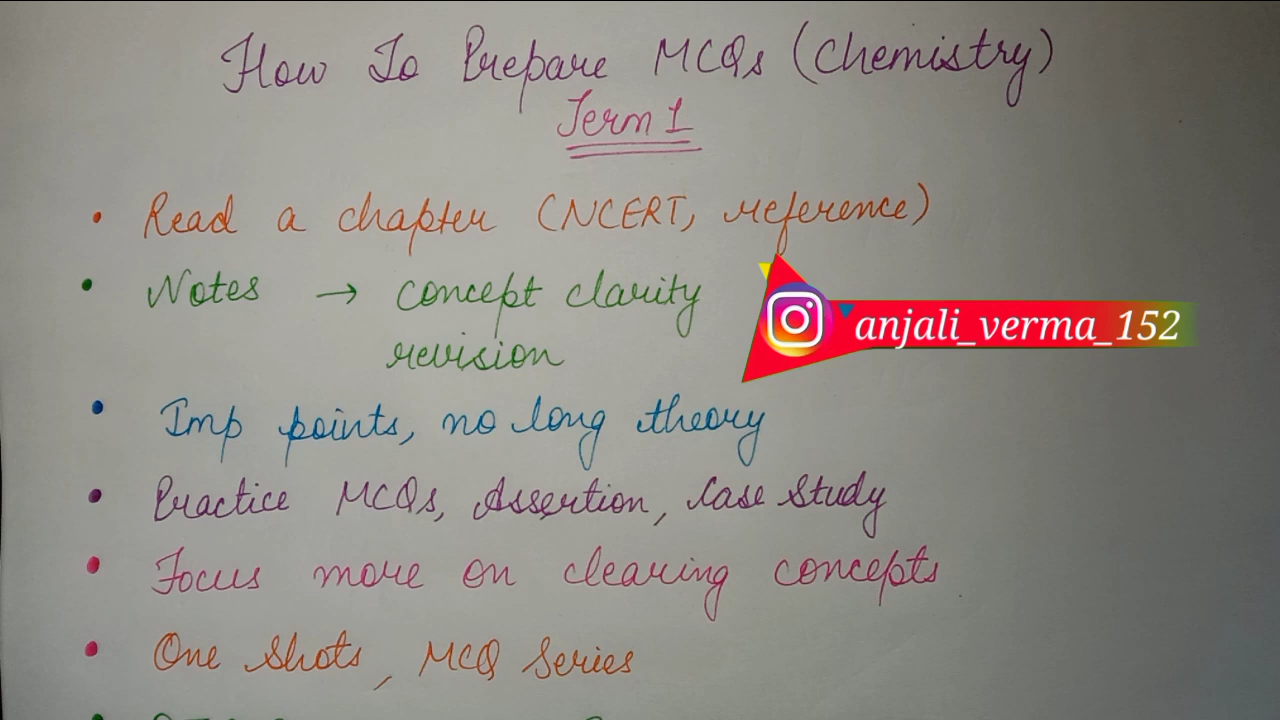 How To Prepare MCQs (Chemistry)
Term 1
• Read a chapter (NCERT, reference)
• Notes → concept clarity
revision
anjali_verma_152
• Imp points, no long theory
• Practice MCQs, Assertion, Case Study
• Focus more on clearing concepts
• One Shots, MCQ Series